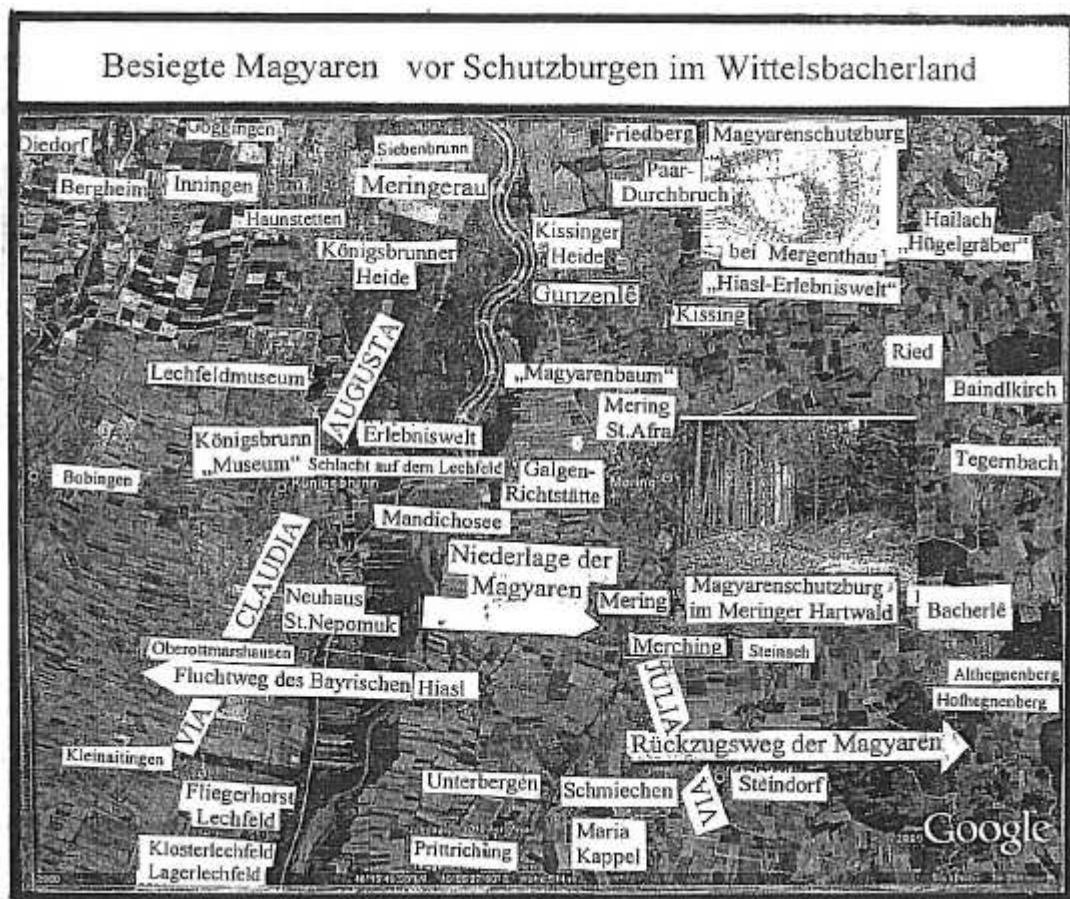 Besiegte Magyaren vor Schutzburgen im Wittelsbacherland
Göggingen
Diedorf
Siebenbrunn
Friedberg
Magyarenschutzburg
Bergheim
Inningen
Meringerau
Paar-
Durchbruch
Haunstetten
Hailach
„Hügelgräber“
Königsbrunner
Heide
Kissinger
Heide
bei Mergenthau
„Hiasl-Erlebniswelt“
Gunzenlê
Kissing
Ried
Lechfeldmuseum
AUGUSTA
„Magyarenbaum“
Baindlkirch
Mering
St.Afra
Königsbrunn
„Museum“
Erlebniswelt
Schlacht auf dem Lechfeld
Königsbrunn
Bobingen
Galgen-
Richtstätte
Mering
Tegernbach
Mandichosee
CLAUDIA
Niederlage der
Magyaren
Neuhaus
St.Nepomuk
Mering
Magyarenschutzburg
im Meringer Hartwald
Bacherlê
Oberottmarshausen
Merching
Steinach
Fluchtweg des Bayrischen Hiasl
JULIA
Althegnenberg
Hofhegnenberg
VIA
Kleinaitingen
Rückzugsweg der Magyaren
Fliegerhorst
Lechfeld
Unterbergen
Schmiechen
VIA
Steindorf
Klosterlechfeld
Lagerlechfeld
Prittriching
Maria
Kappel
Google